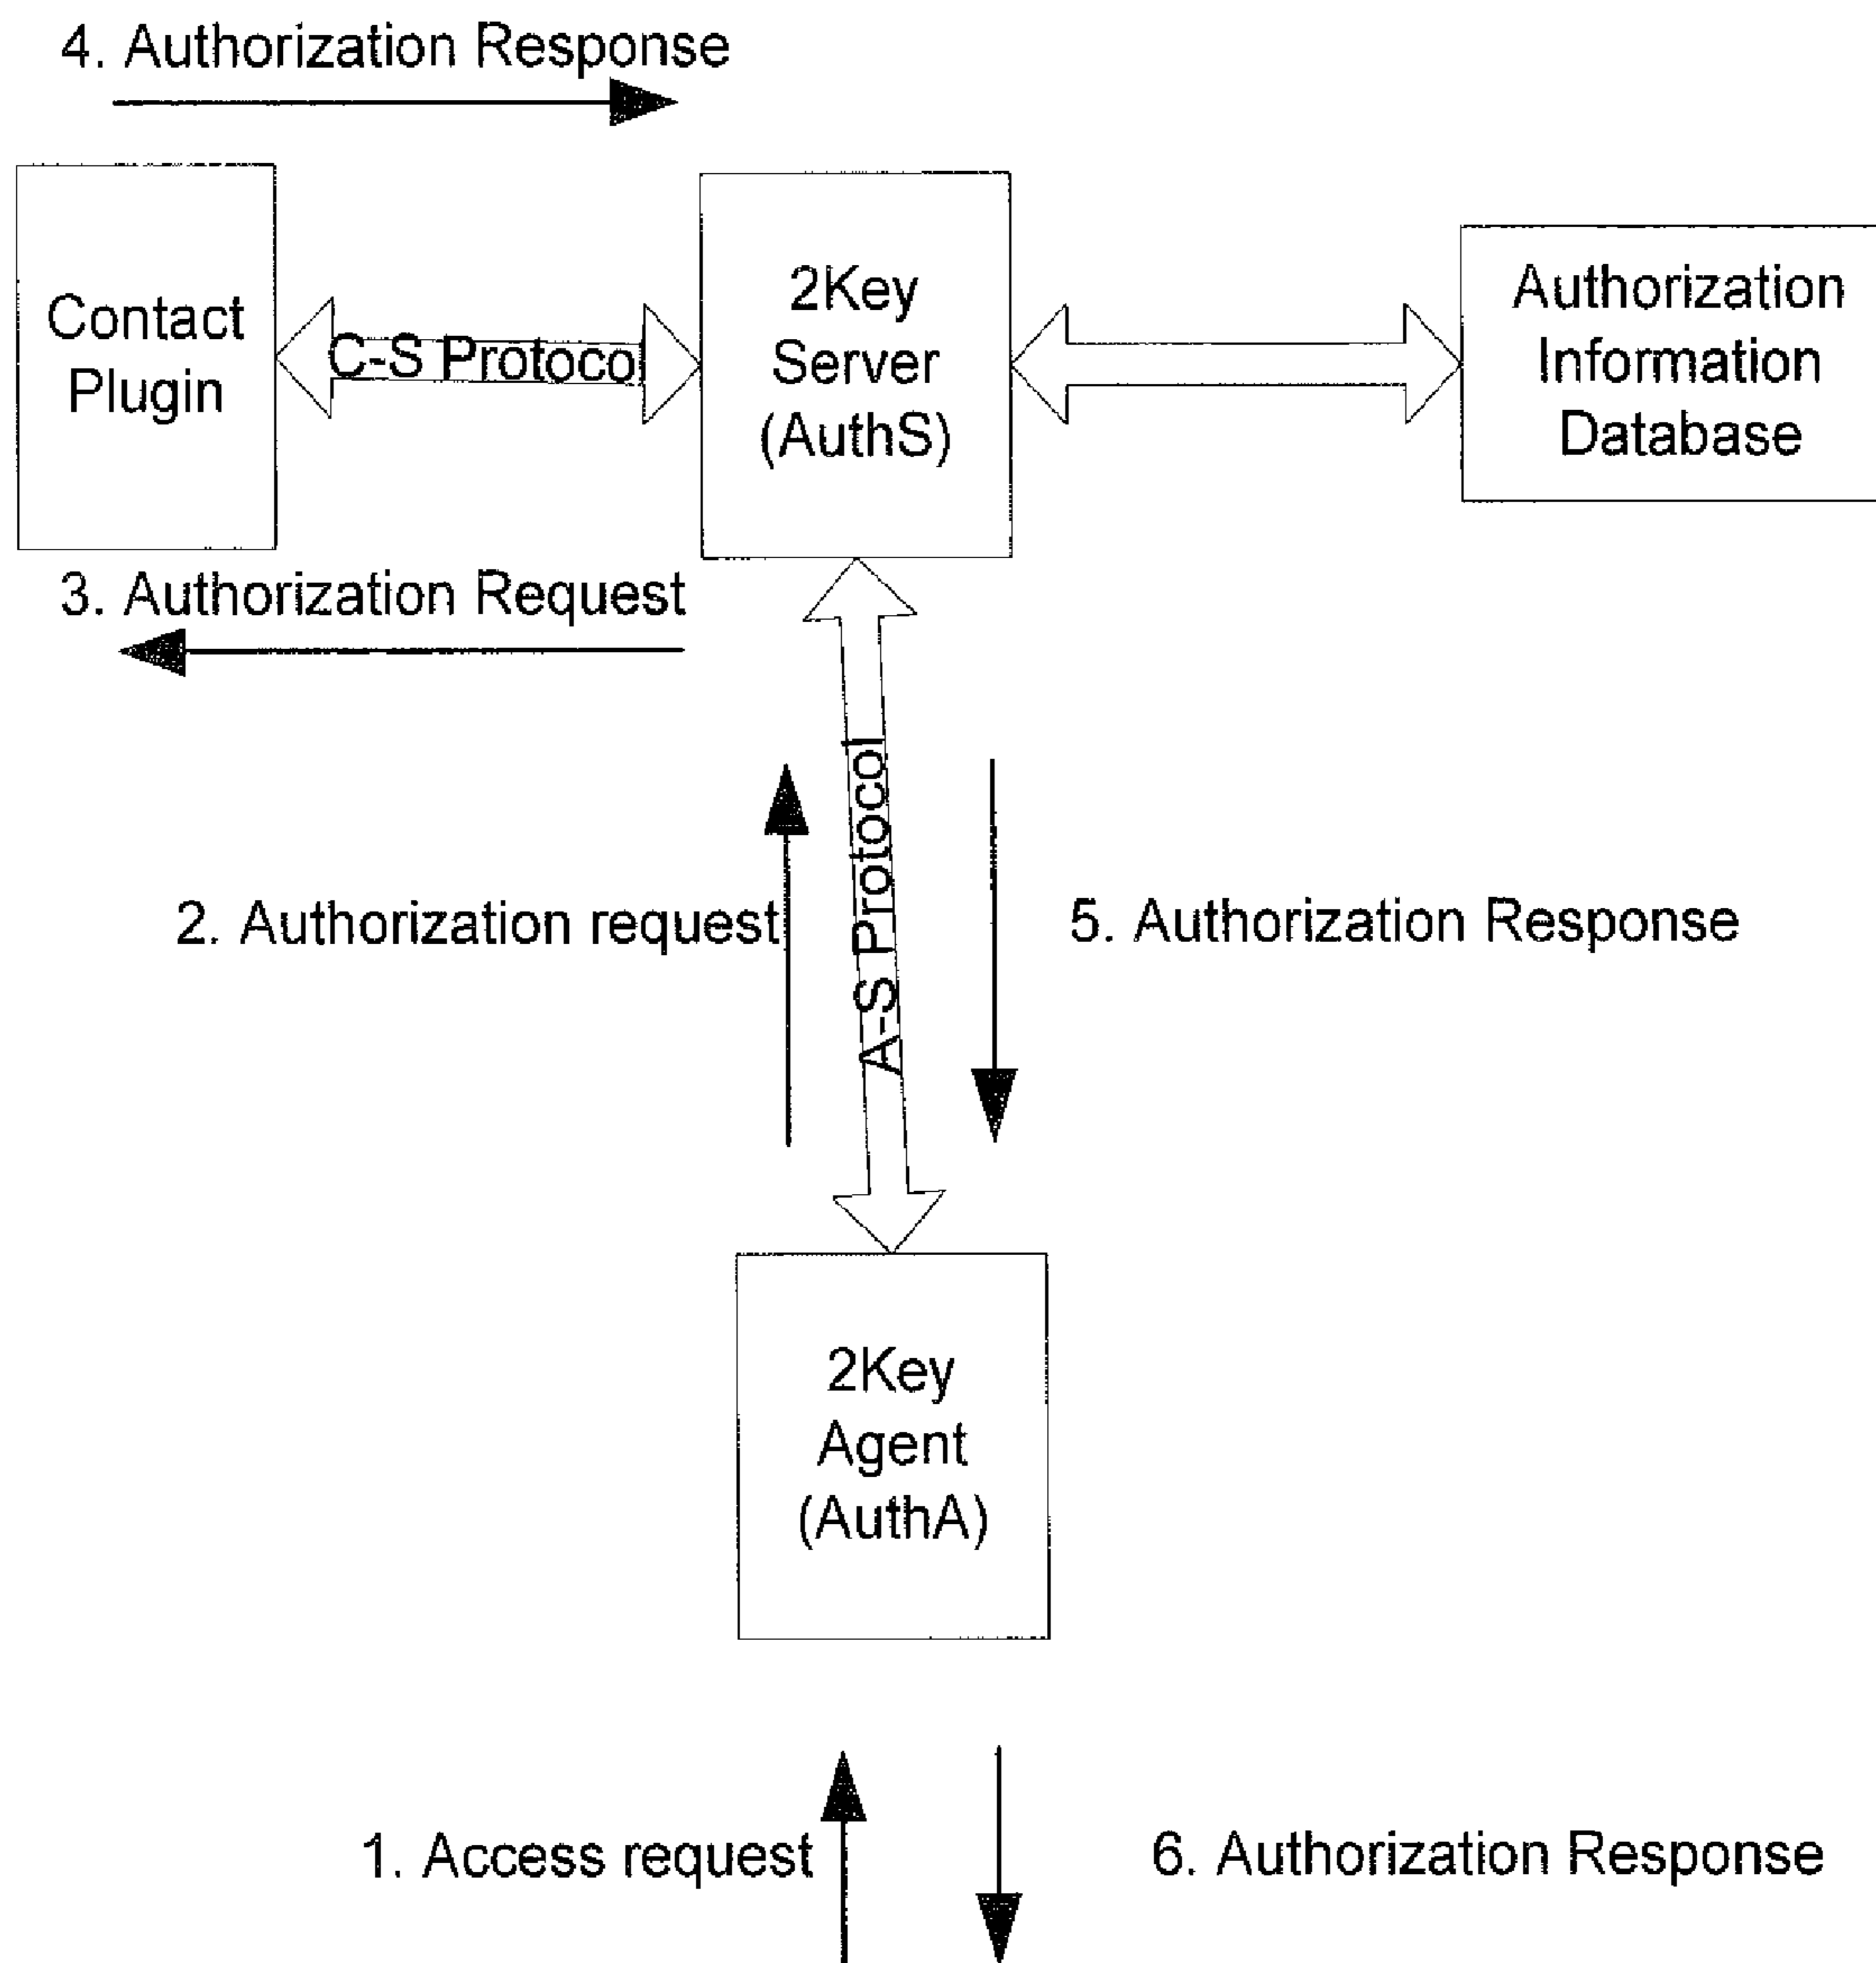 4. Authorization Response
Contact
Plugin
C-S Protocol
2Key
Server
(AuthS)
Authorization
Information
Database
3. Authorization Request
2. Authorization request
A-S Protocol
5. Authorization Response
2Key
Agent
(AuthA)
1. Access request
6. Authorization Response